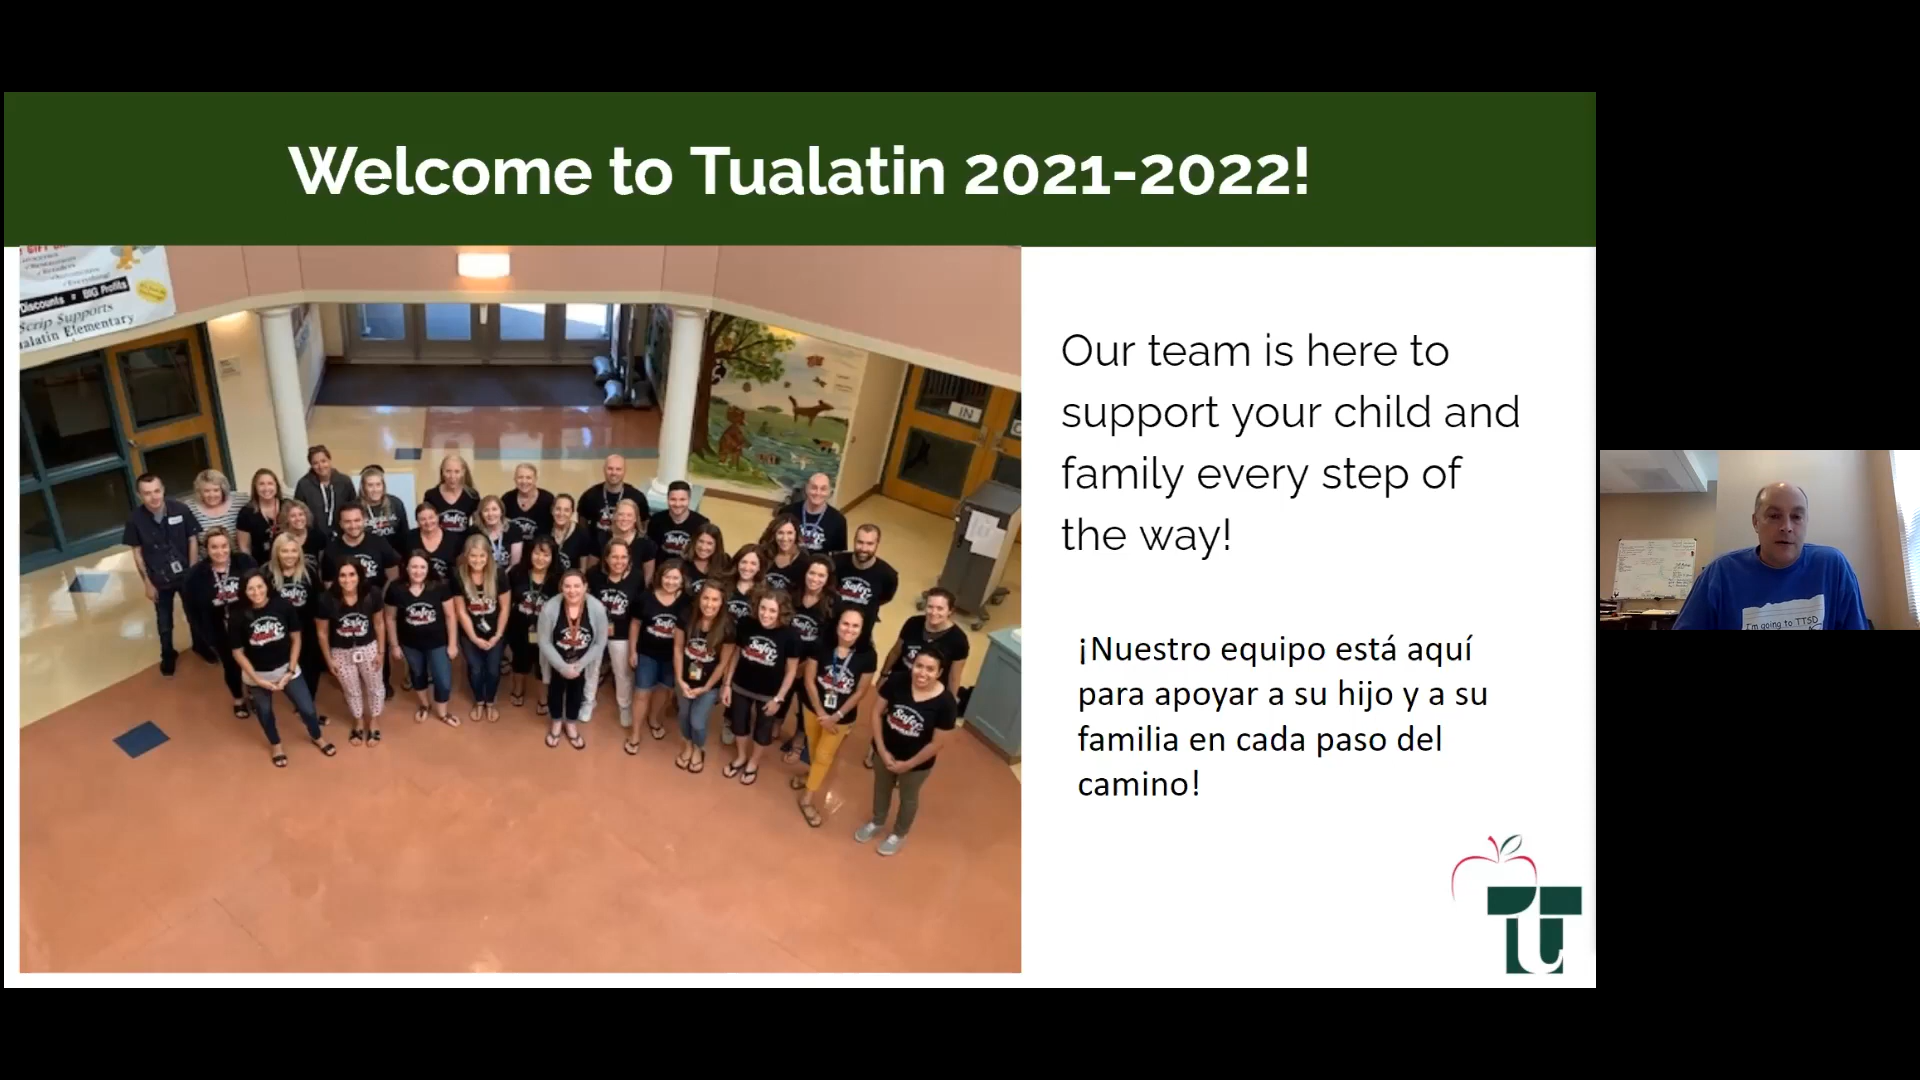 Welcome to Tualatin 2021-2022!
Discounts = BIG Profits
Scrip Supports
alatin Elementary
IN
Our team is here to
support your child and
family every step of
the way!
¡Nuestro equipo está aquí
para apoyar a su hijo y a su
familia en cada paso del
camino!
I'm going to TTSD
TU